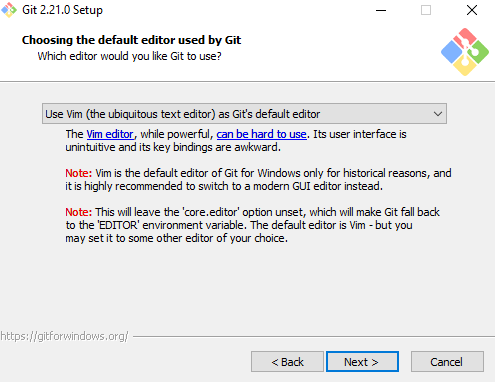 Git 2.21.0 Setup
Choosing the default editor used by Git
Which editor would you like Git to use?
Use Vim (the ubiquitous text editor) as Git's default editor
The Vim editor, while powerful, can be hard to use. Its user interface is
unintuitive and its key bindings are awkward.
Note: Vim is the default editor of Git for Windows only for historical reasons, and
it is highly recommended to switch to a modern GUI editor instead.
Note: This will leave the 'core.editor' option unset, which will make Git fall back
to the 'EDITOR' environment variable. The default editor is Vim - but you
may set it to some other editor of your choice.
https://gitforwindows.org/
< Back Next > Cancel